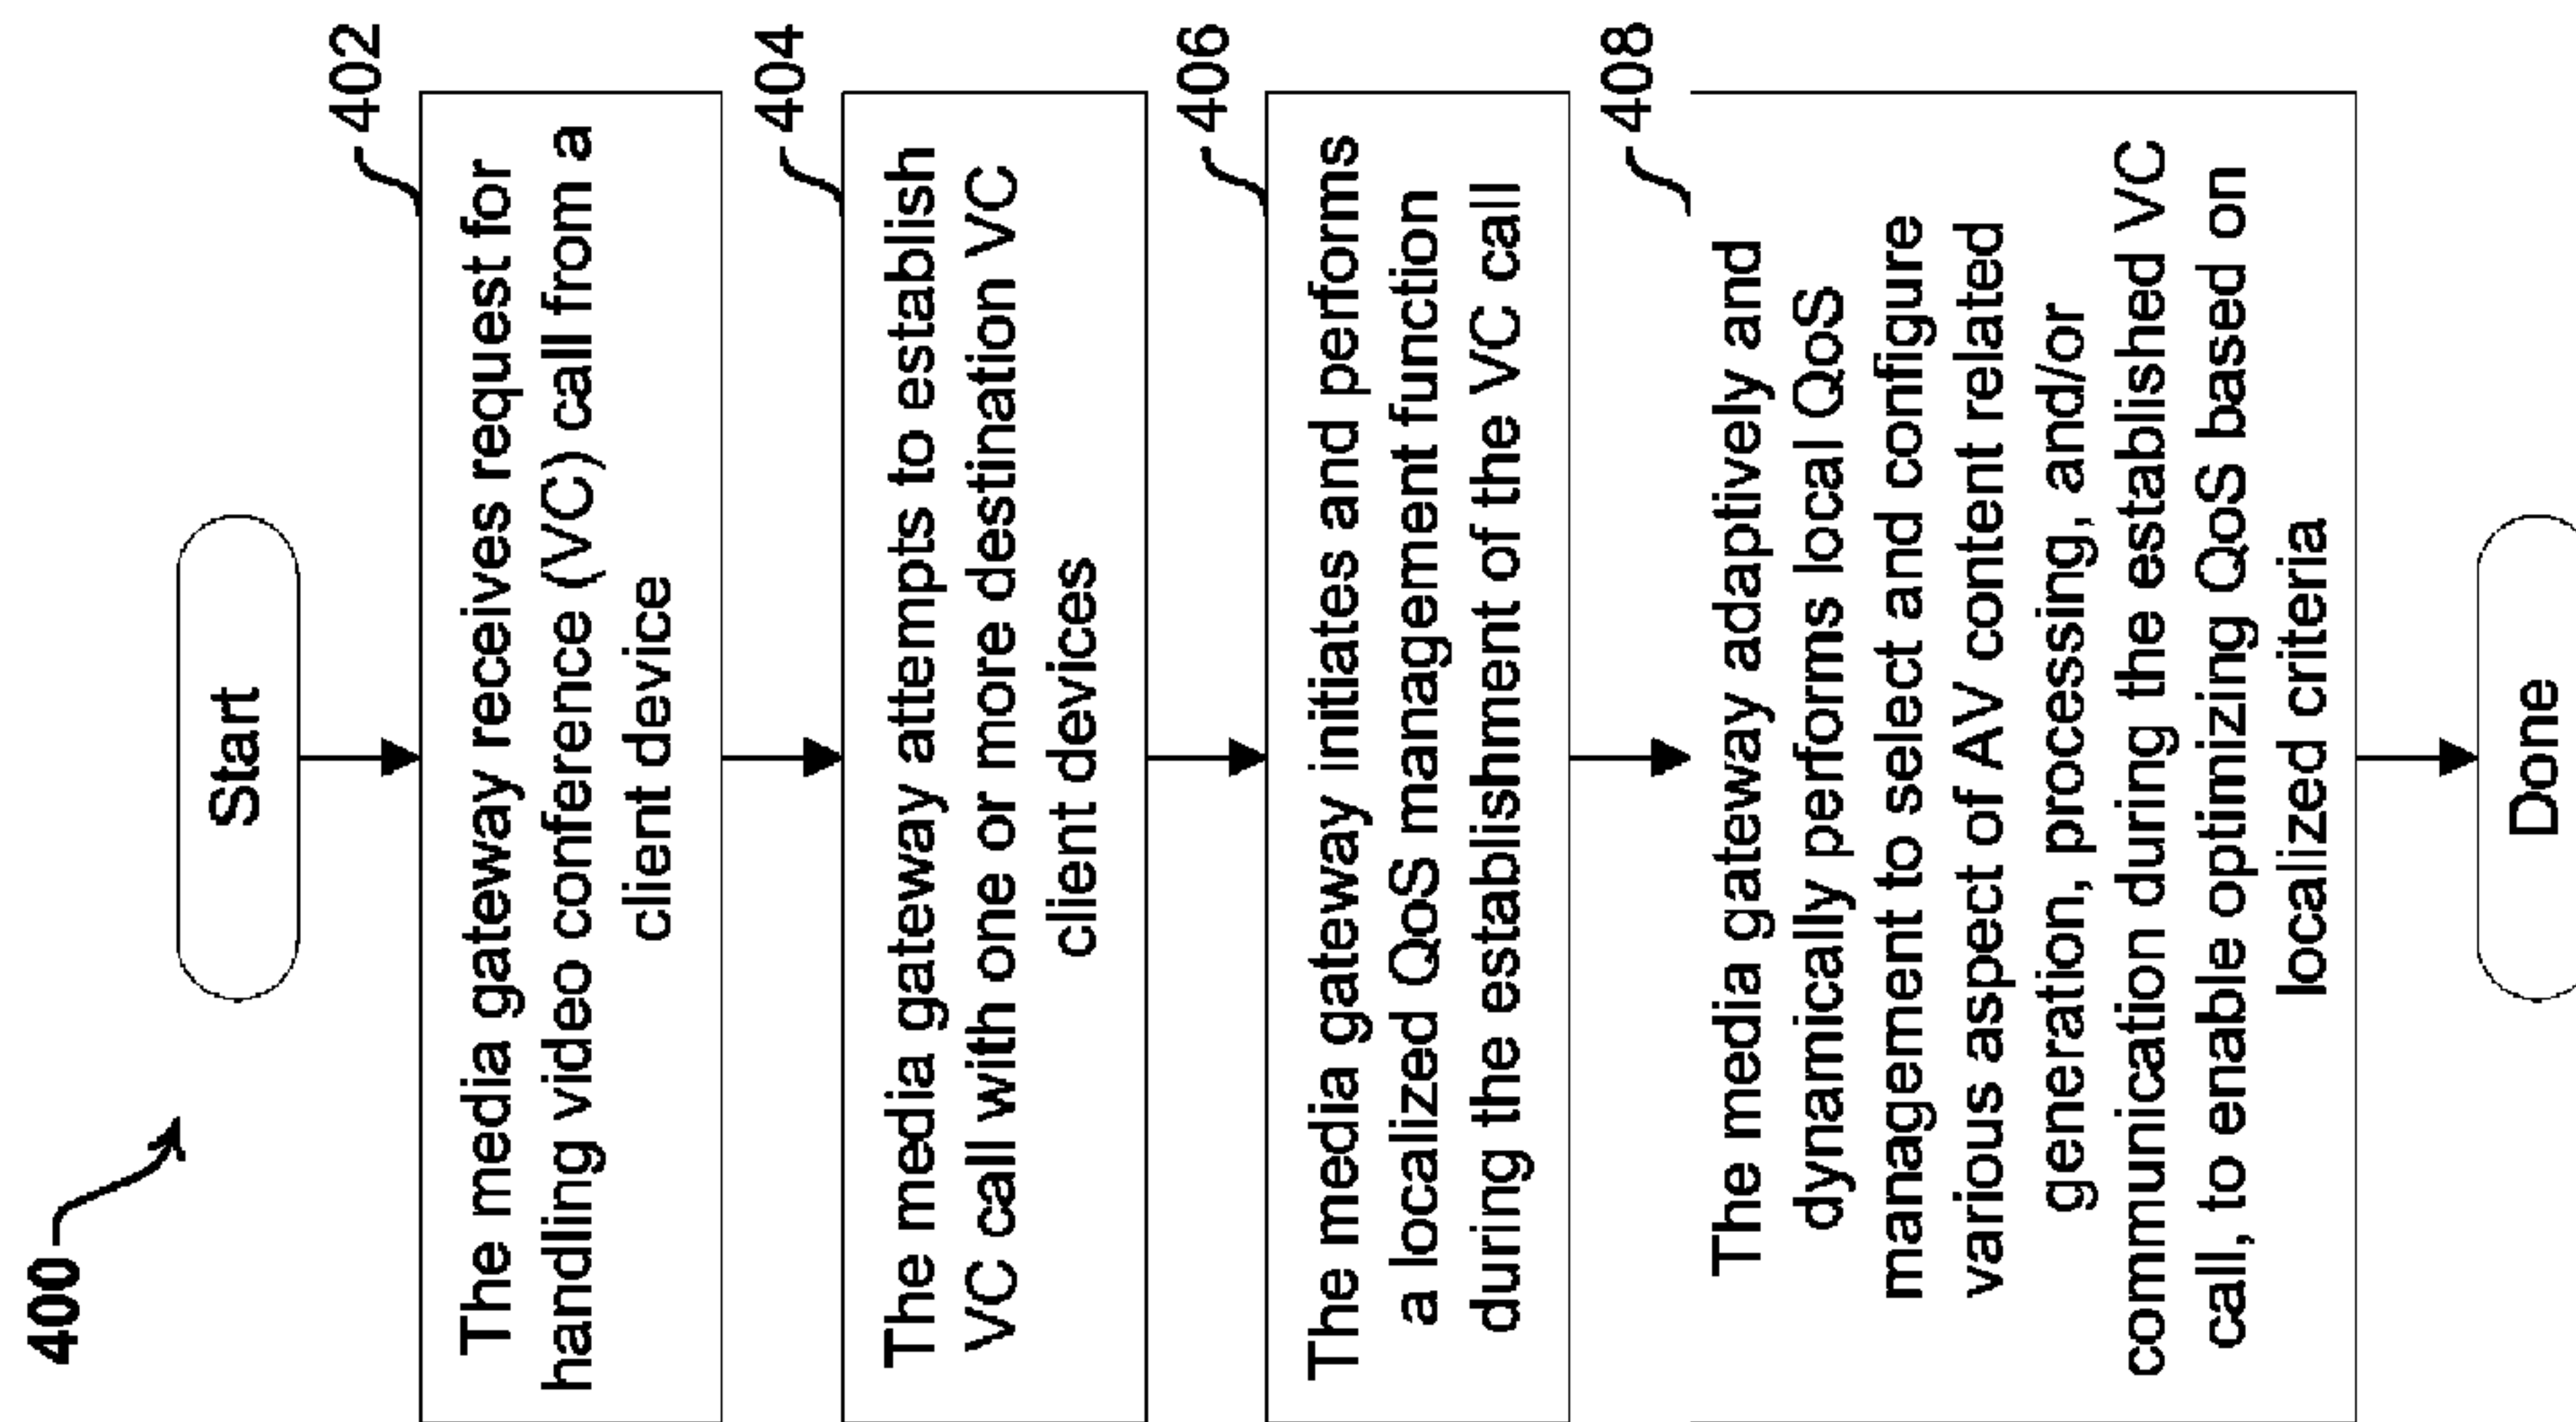 400
Start
402
The media gateway receives request for
handling video conference (VC) call from a
client device
404
The media gateway attempts to establish
VC call with one or more destination VC
client devices
406
The media gateway initiates and performs
a localized QoS management function
during the establishment of the VC call
408
The media gateway adaptively and
dynamically performs local QoS
management to select and configure
various aspect of AV content related
generation, processing, and/or
communication during the established VC
call, to enable optimizing QoS based on
localized criteria
Done